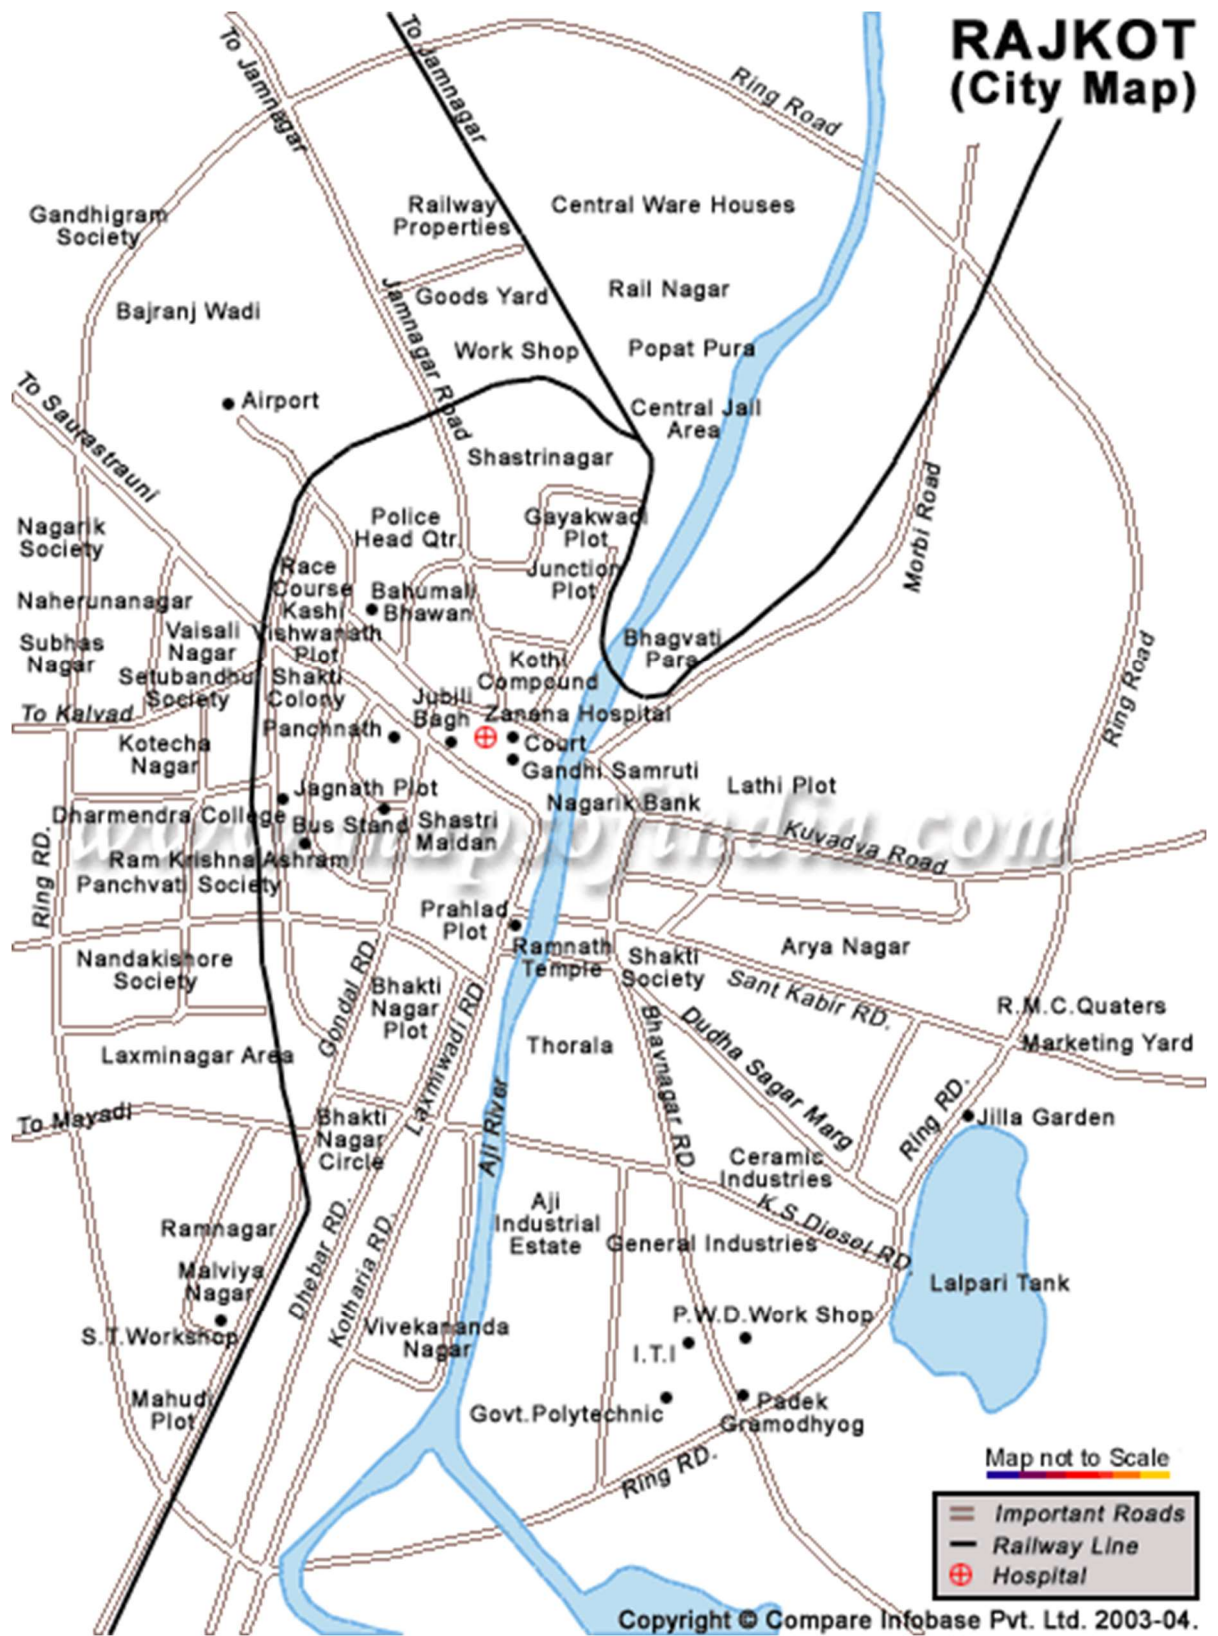 RAJKOT
(City Map)
To Jamnagar
To Jamnagar
Ring Road
Gandhigram
Society
Railway
Properties
Central Ware Houses
Bajranj Wadi
Goods Yard
Rail Nagar
Jamnagar Road
Work Shop
Popat Pura
To Saurastrauni
Airport
Central Jail
Area
Shastrinagar
Morbi Road
Nagarik
Society
Police
Head Qtr.
Gayakwadi
Plot
Race
Course
Junction
Plot
Naherunanagar
Kashi
Vishwanath
Plot
Bahumali
Bhawan
Subhas
Nagar
Vaisali
Nagar
Bhagvati
Para
Ring Road
Setubandhu
Society
Shakti
Colony
Kothi
Compound
To Kalvad
Jubili
Bagh
Zanana Hospital
Panchnath
Court
Kotecha
Nagar
Gandhi Samruti
Jagnath Plot
Nagarik Bank
Lathi Plot
Dharmendra College
Bus Stand
Shastri
Maidan
www.mapsofindia.com
Kuvadva Road
Ring RD.
Ram Krishna Ashram
Panchvati Society
Prahlad
Plot
Ramnath
Temple
Shakti
Society
Arya Nagar
Nandakishore
Society
Gondal RD.
Bhakti
Nagar
Plot
Laxmiwadi RD.
Sant Kabir RD.
R.M.C.Quaters
Marketing Yard
Laxminagar Area
Thorala
Bhavnagar RD
Dudha Sagar Marg
Ring RD.
Jilla Garden
To Mayadi
Bhakti
Nagar
Circle
Aji River
Ceramic
Industries
Ramnagar
Dhebar RD.
Kotharia RD.
Aji
Industrial
Estate
General Industries
K.S.Diesel RD.
Malviya
Nagar
Lalpari Tank
S.T.Workshop
Vivekananda
Nagar
P.W.D.Work Shop
I.T.I
Mahudi
Plot
Govt.Polytechnic
Padek
Gramodhyog
Ring RD.
Map not to Scale
Important Roads
Railway Line
Hospital
Copyright © Compare Infobase Pvt. Ltd. 2003-04.